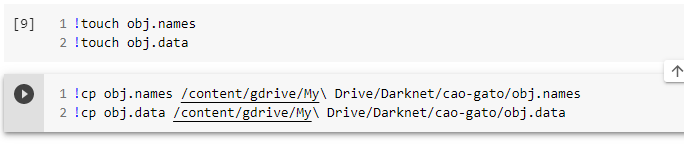 [9] 1 !touch obj.names
2 !touch obj.data
1 !cp obj.names /content/gdrive/My\ Drive/Darknet/cao-gato/obj.names
2 !cp obj.data /content/gdrive/My\ Drive/Darknet/cao-gato/obj.data